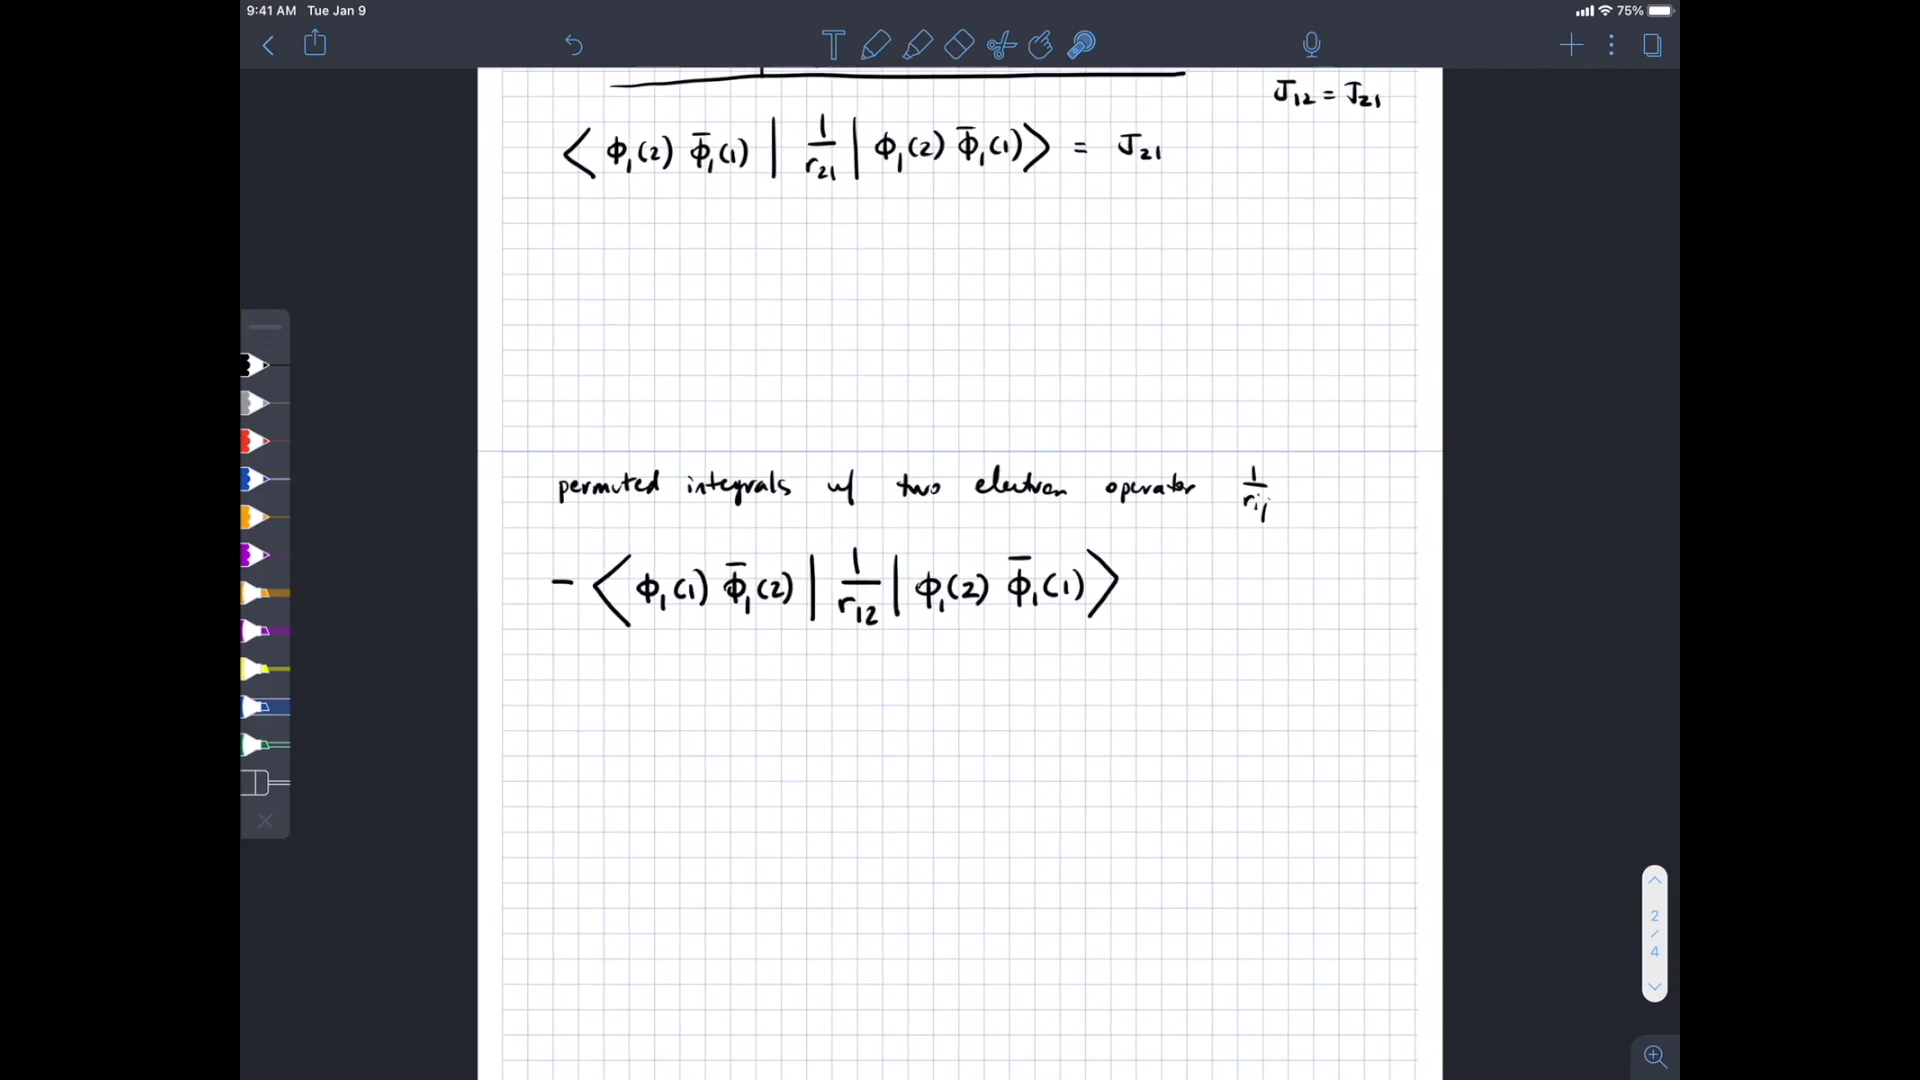 9:41 AM Tue Jan 9
75%
J₁₂ = J₂₁
⟨ ϕ₁(2) ϕ̄₁(1) | 1/r₂₁ | ϕ₁(2) ϕ̄₁(1) ⟩ = J₂₁
permuted integrals w/ two electron operator 1/rᵢⱼ
- ⟨ ϕ₁(1) ϕ̄₁(2) | 1/r₁₂ | ϕ₁(2) ϕ̄₁(1) ⟩
2
/
4